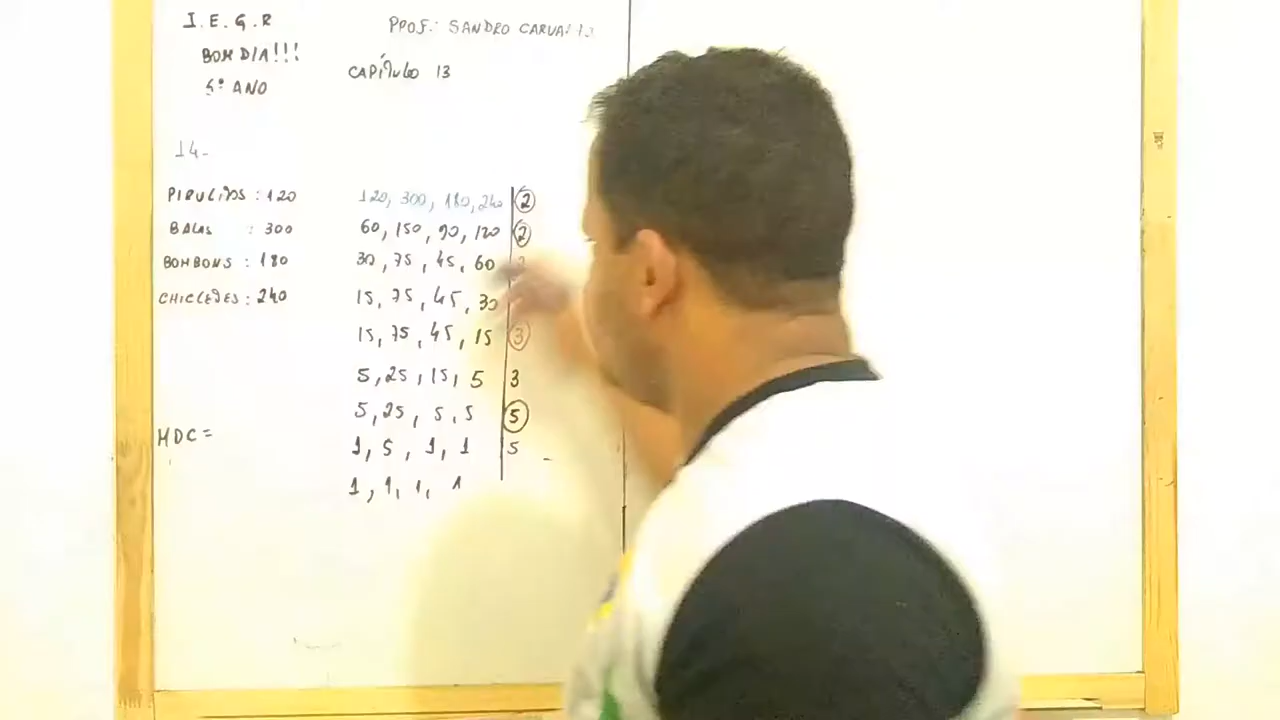 I.E.G.R
PROF.: SANDRO CARVALHO
BOM DIA!!!
CAPÍTULO 13
5º ANO
14-
PIRULITOS : 120
BALAS : 300
BOMBONS : 180
CHICLETES : 240
120, 300, 180, 240 2
60, 150, 90, 120 2
30, 75, 45, 60 2
15, 75, 45, 30
15, 75, 45, 15 3
5, 25, 15, 5 3
5, 25, 5, 5 5
1, 5, 1, 1 5
1, 1, 1, 1
MDC =